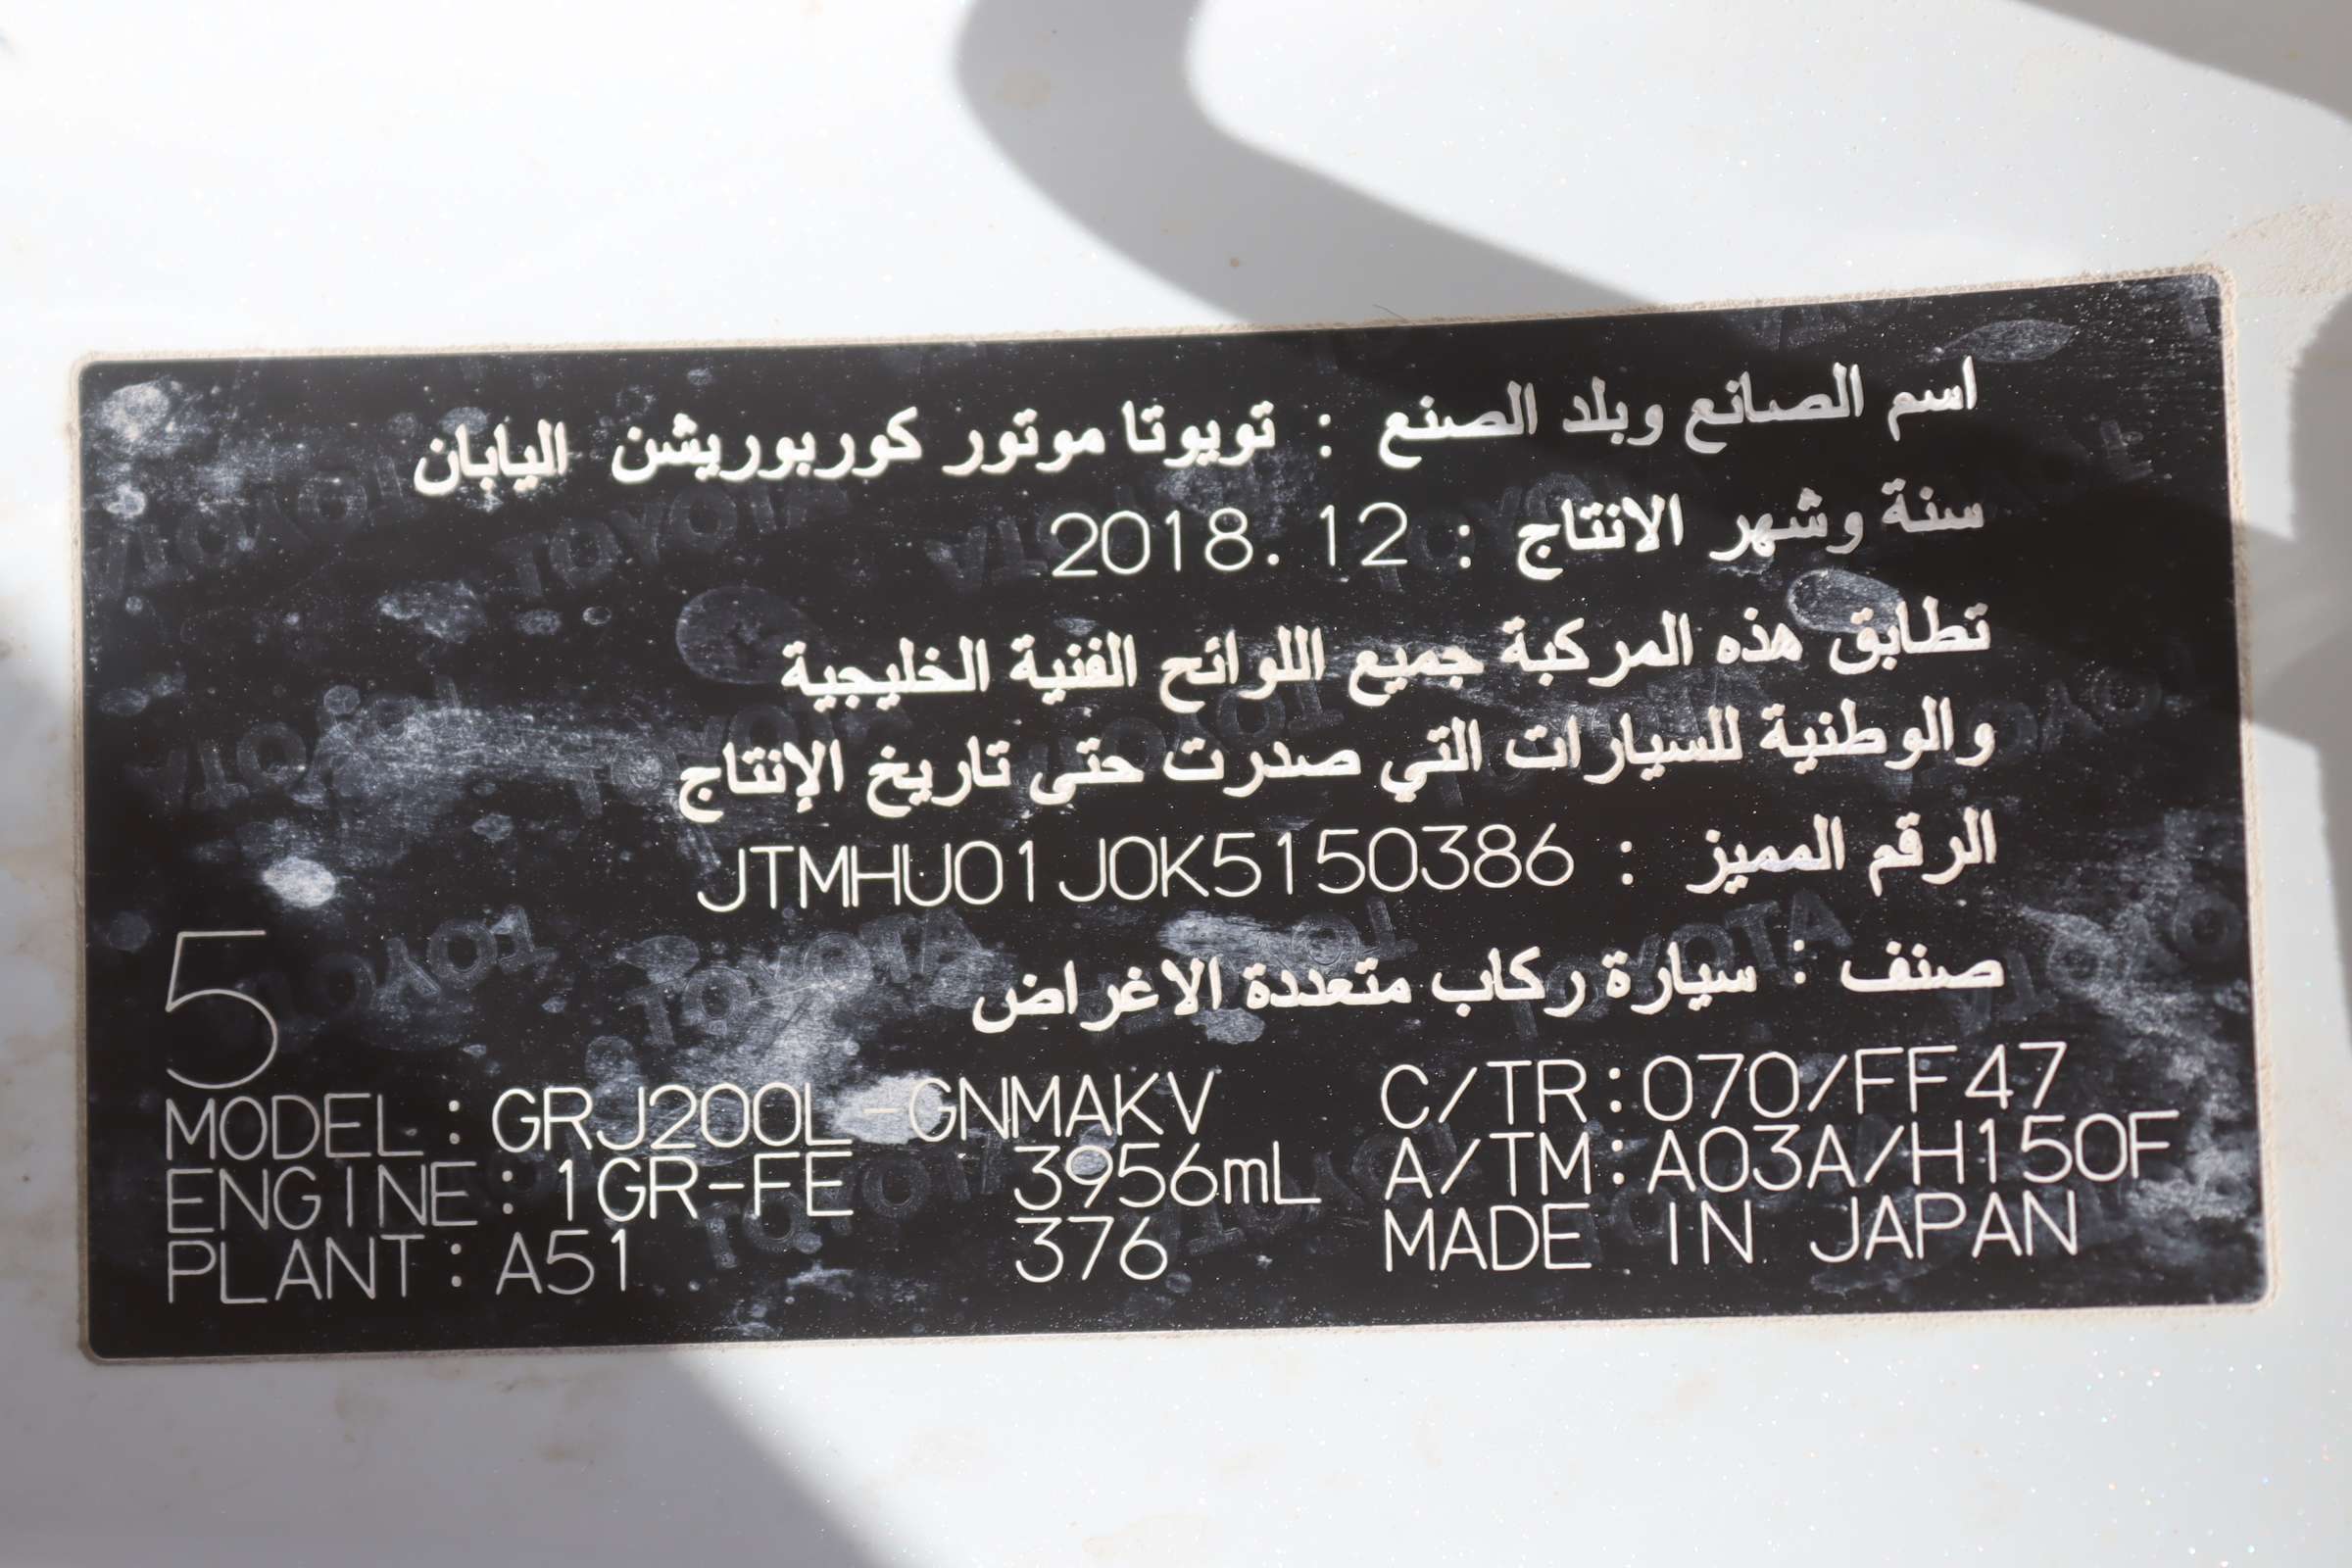 اسم الصانع وبلد الصنع : تويوتا موتور كوربوريشن اليابان
سنة وشهر الانتاج : 2018.12
تطابق هذه المركبة جميع اللوائح الفنية الخليجية
والوطنية للسيارات التي صدرت حتى تاريخ الإنتاج
الرقم المميز : JTMHU01J0K5150386
صنف : سيارة ركاب متعددة الاغراض
5
MODEL : GRJ200L-GNMAKV C/TR:070/FF47
ENGINE : 1GR-FE 3956mL A/TM:A03A/H150F
PLANT : A51 376 MADE IN JAPAN